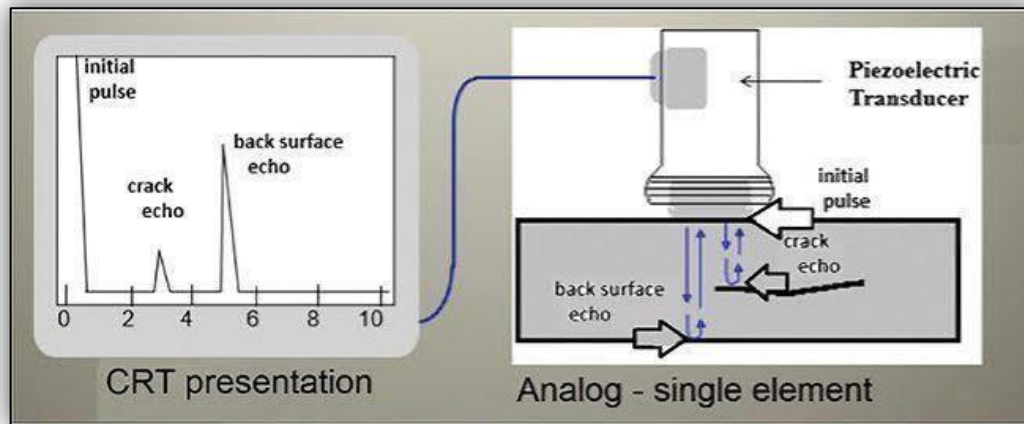 initial
pulse
crack
echo
back surface
echo
0 2 4 6 8 10
CRT presentation
Piezoelectric
Transducer
initial
pulse
crack
echo
back surface
echo
Analog - single element